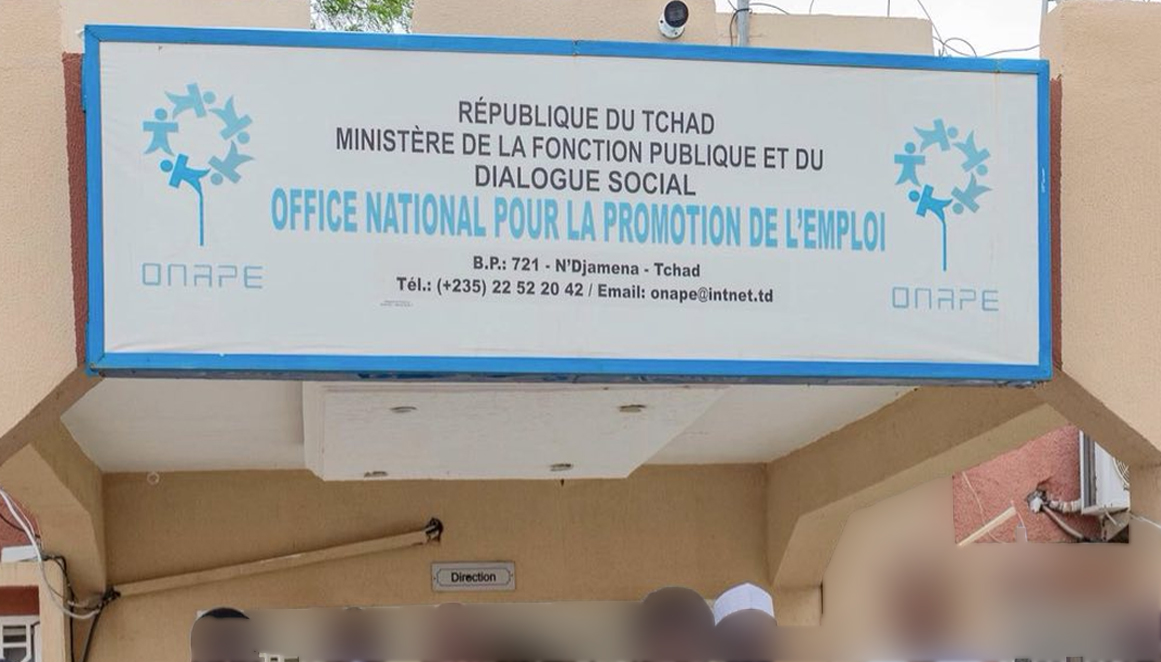 RÉPUBLIQUE DU TCHAD
MINISTÈRE DE LA FONCTION PUBLIQUE ET DU
DIALOGUE SOCIAL
OFFICE NATIONAL POUR LA PROMOTION DE L'EMPLOI
B.P.: 721 - N'Djamena - Tchad
Tél.: (+235) 22 52 20 42 / Email: onape@intnet.td
ONAPE
ONAPE
Direction